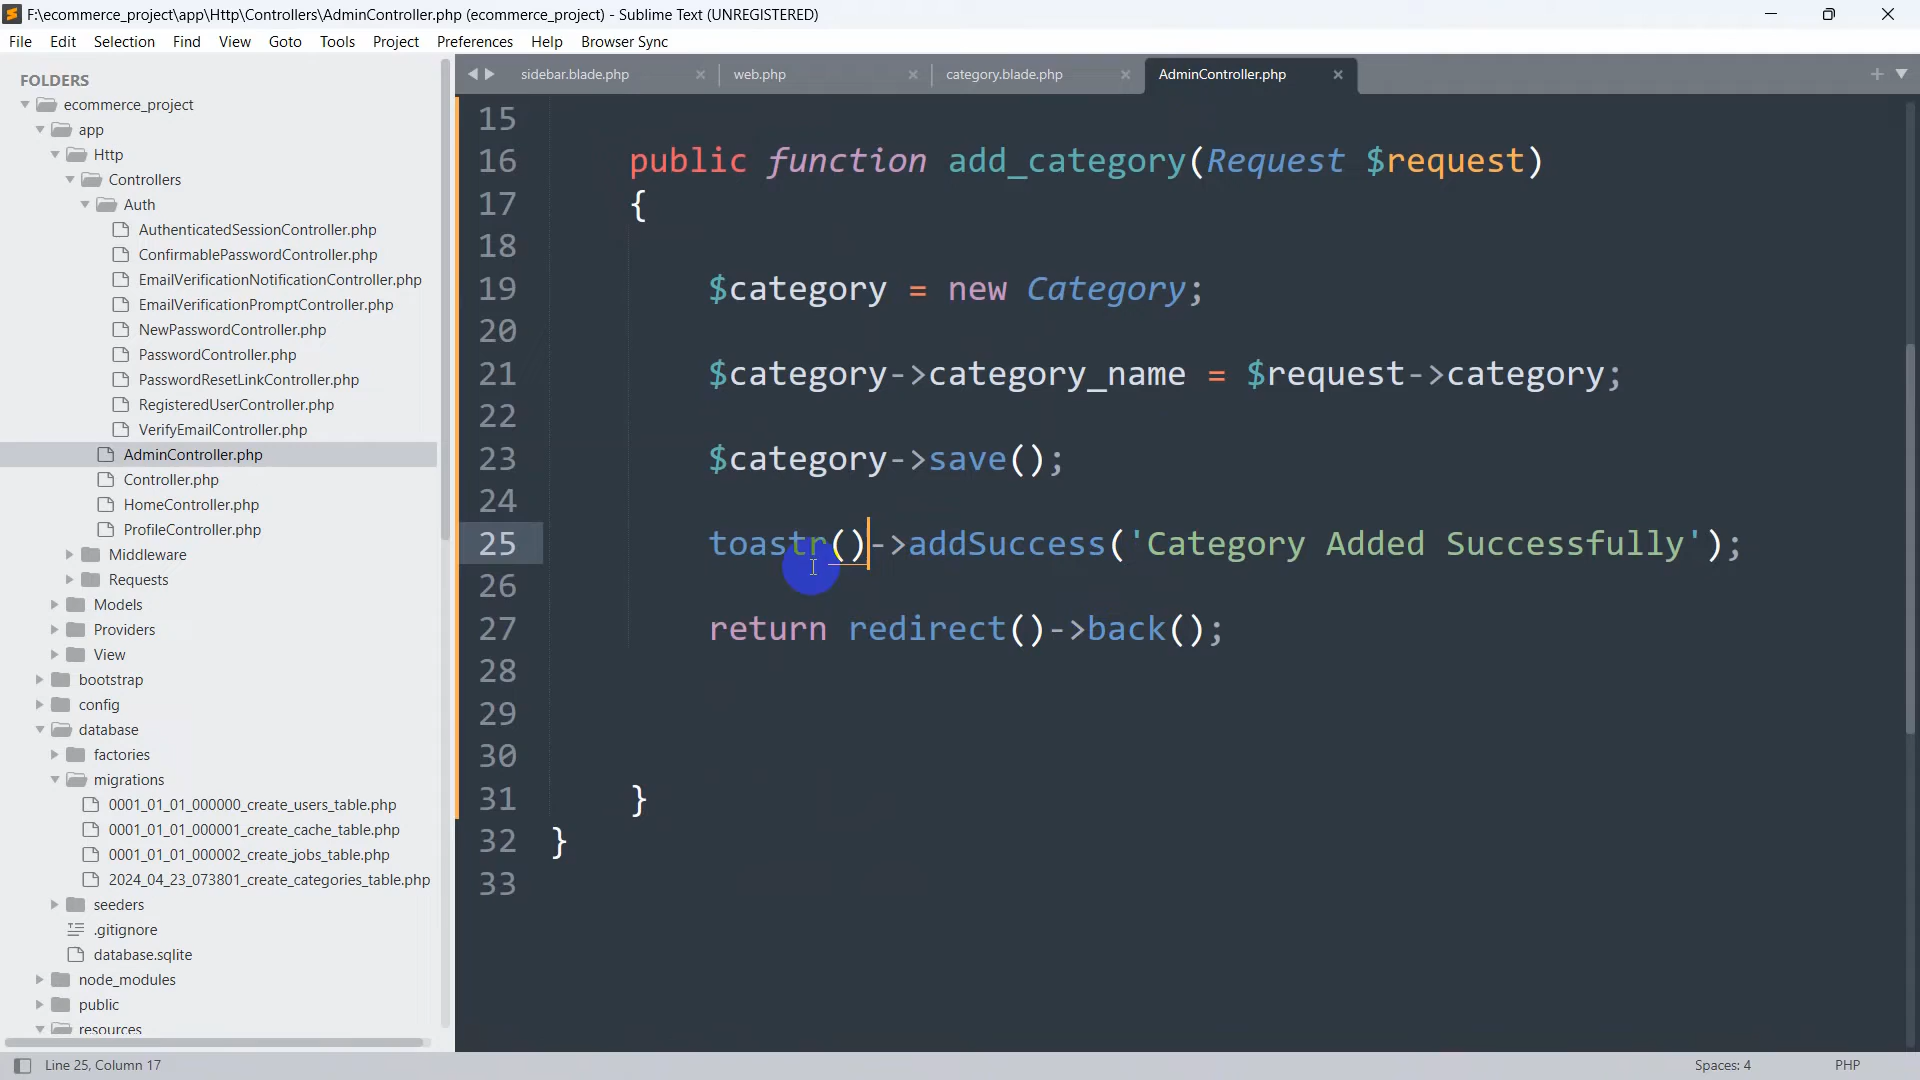 F:\ecommerce_project\app\Http\Controllers\AdminController.php (ecommerce_project) - Sublime Text (UNREGISTERED)
File Edit Selection Find View Goto Tools Project Preferences Help Browser Sync
FOLDERS
ecommerce_project
app
Http
Controllers
Auth
AuthenticatedSessionController.php
ConfirmablePasswordController.php
EmailVerificationNotificationController.php
EmailVerificationPromptController.php
NewPasswordController.php
PasswordController.php
PasswordResetLinkController.php
RegisteredUserController.php
VerifyEmailController.php
AdminController.php
Controller.php
HomeController.php
ProfileController.php
Middleware
Requests
Models
Providers
View
bootstrap
config
database
factories
migrations
0001_01_01_000000_create_users_table.php
0001_01_01_000001_create_cache_table.php
0001_01_01_000002_create_jobs_table.php
2024_04_23_073801_create_categories_table.php
seeders
.gitignore
database.sqlite
node_modules
public
resources
sidebar.blade.php web.php category.blade.php AdminController.php
15
16 public function add_category(Request $request)
17 {
18
19 $category = new Category;
20
21 $category->category_name = $request->category;
22
23 $category->save();
24
25 toastr()->addSuccess('Category Added Successfully');
26
27 return redirect()->back();
28
29
30
31 }
32 }
33
Line 25, Column 17 Spaces: 4 PHP